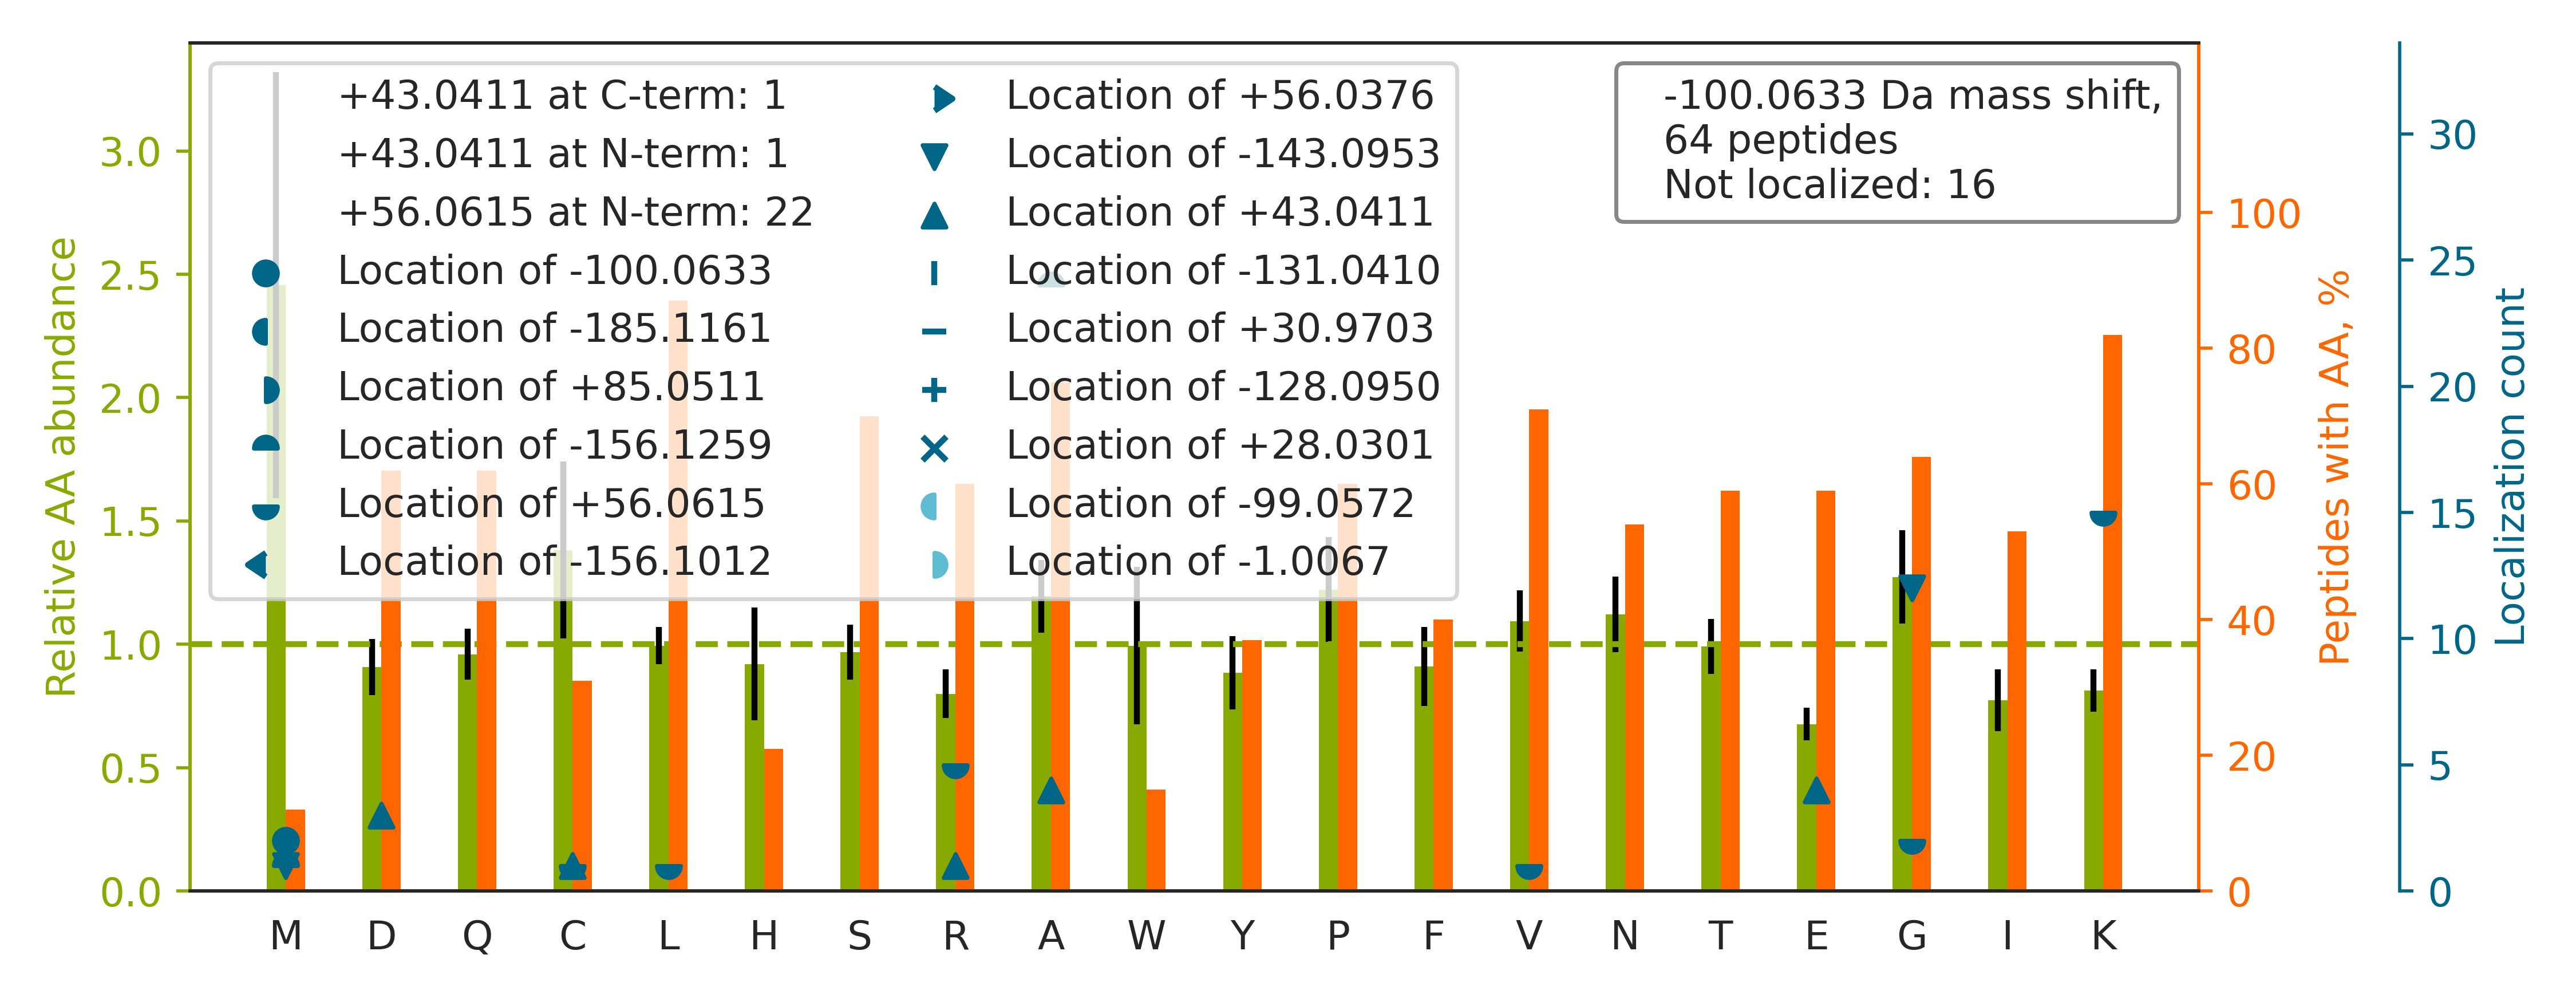 +43.0411 at C-term: 1
+43.0411 at N-term: 1
+56.0615 at N-term: 22
Location of -100.0633
Location of -185.1161
Location of +85.0511
Location of -156.1259
Location of +56.0615
Location of -156.1012
Location of +56.0376
Location of -143.0953
Location of +43.0411
Location of -131.0410
Location of +30.9703
Location of -128.0950
Location of +28.0301
Location of -99.0572
Location of -1.0067
-100.0633 Da mass shift,
64 peptides
Not localized: 16
Relative AA abundance
3.0
2.5
2.0
1.5
1.0
0.5
0.0
M D Q C L H S R A W Y P F V N T E G I K
100
80
60
40
20
0
Peptides with AA, %
30
25
20
15
10
5
0
Localization count